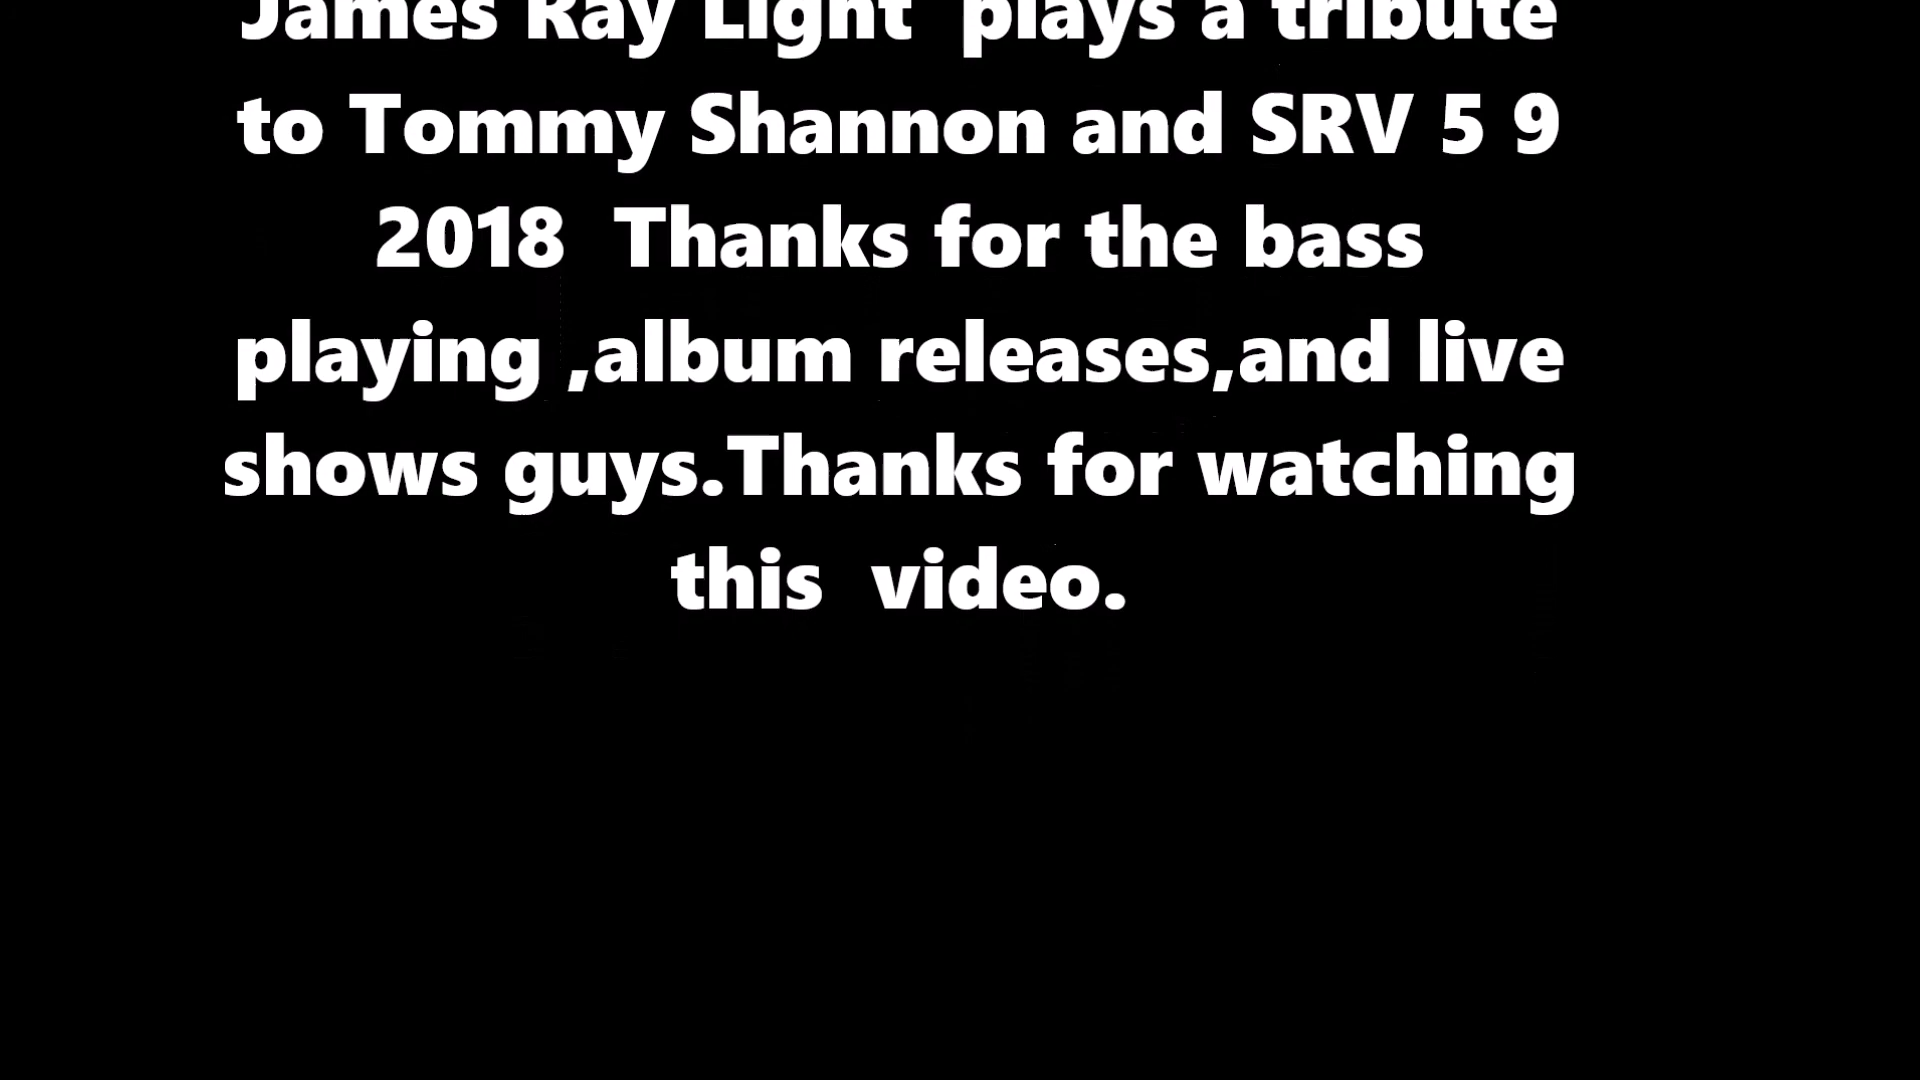 James Ray Light  plays a tribute
to Tommy Shannon and SRV 5 9
2018  Thanks for the bass
playing ,album releases,and live
shows guys.Thanks for watching
this  video.